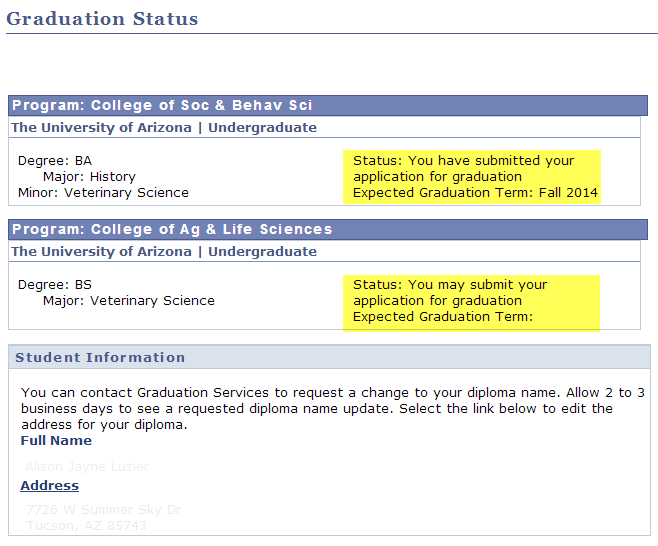 Graduation Status
Program: College of Soc & Behav Sci
The University of Arizona | Undergraduate
Degree: BA
Major: History
Minor: Veterinary Science
Status: You have submitted your
application for graduation
Expected Graduation Term: Fall 2014
Program: College of Ag & Life Sciences
The University of Arizona | Undergraduate
Degree: BS
Major: Veterinary Science
Status: You may submit your
application for graduation
Expected Graduation Term:
Student Information
You can contact Graduation Services to request a change to your diploma name. Allow 2 to 3
business days to see a requested diploma name update. Select the link below to edit the
address for your diploma.
Full Name
Alison Jayne Luzier
Address
7726 W Summer Sky Dr
Tucson, AZ 85743